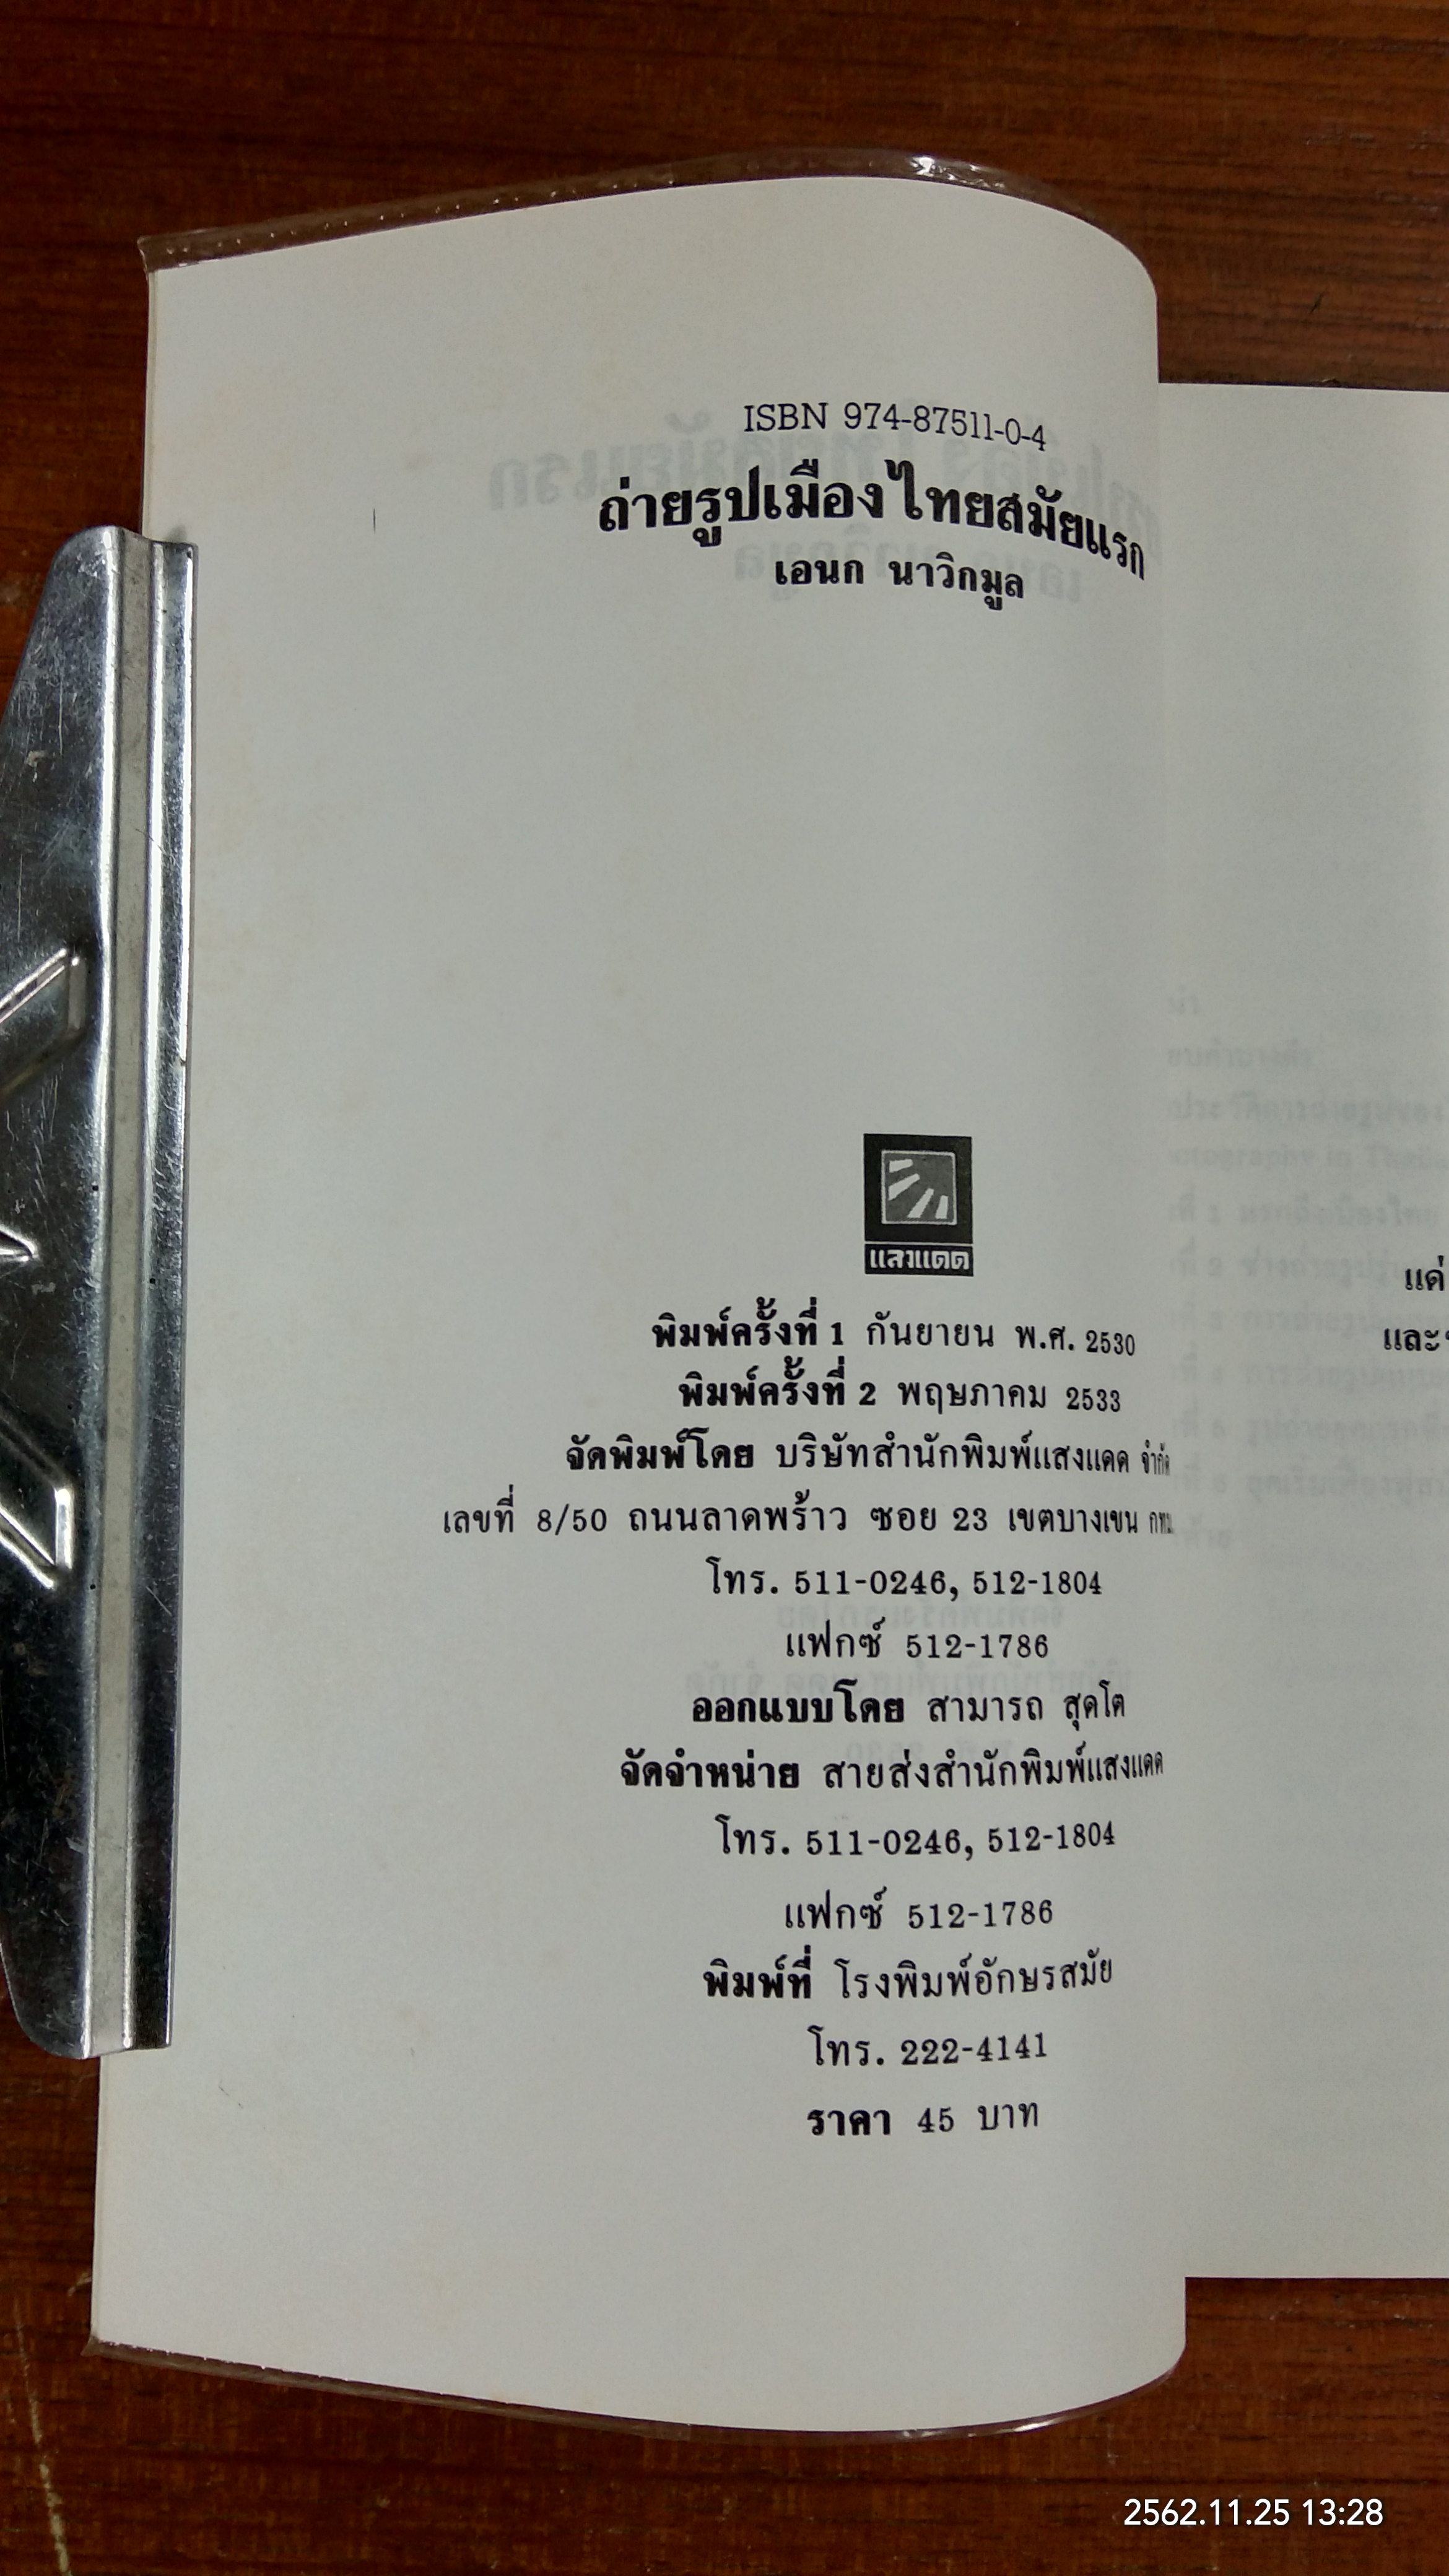 ISBN 974-87511-0-4
ถ่ายรูปเมืองไทยสมัยแรก
เอนก นาวิกมูล
แสงแดด
พิมพ์ครั้งที่ 1 กันยายน พ.ศ. 2530
พิมพ์ครั้งที่ 2 พฤษภาคม 2533
จัดพิมพ์โดย บริษัทสำนักพิมพ์แสงแดด จำกัด
เลขที่ 8/50 ถนนลาดพร้าว ซอย 23 เขตบางเขน กทม.
โทร. 511-0246, 512-1804
แฟกซ์ 512-1786
ออกแบบโดย สามารถ สุดโต
จัดจำหน่าย สายส่งสำนักพิมพ์แสงแดด
โทร. 511-0246, 512-1804
แฟกซ์ 512-1786
พิมพ์ที่ โรงพิมพ์อักษรสมัย
โทร. 222-4141
ราคา 45 บาท
แด่
และ
2562.11.25 13:28